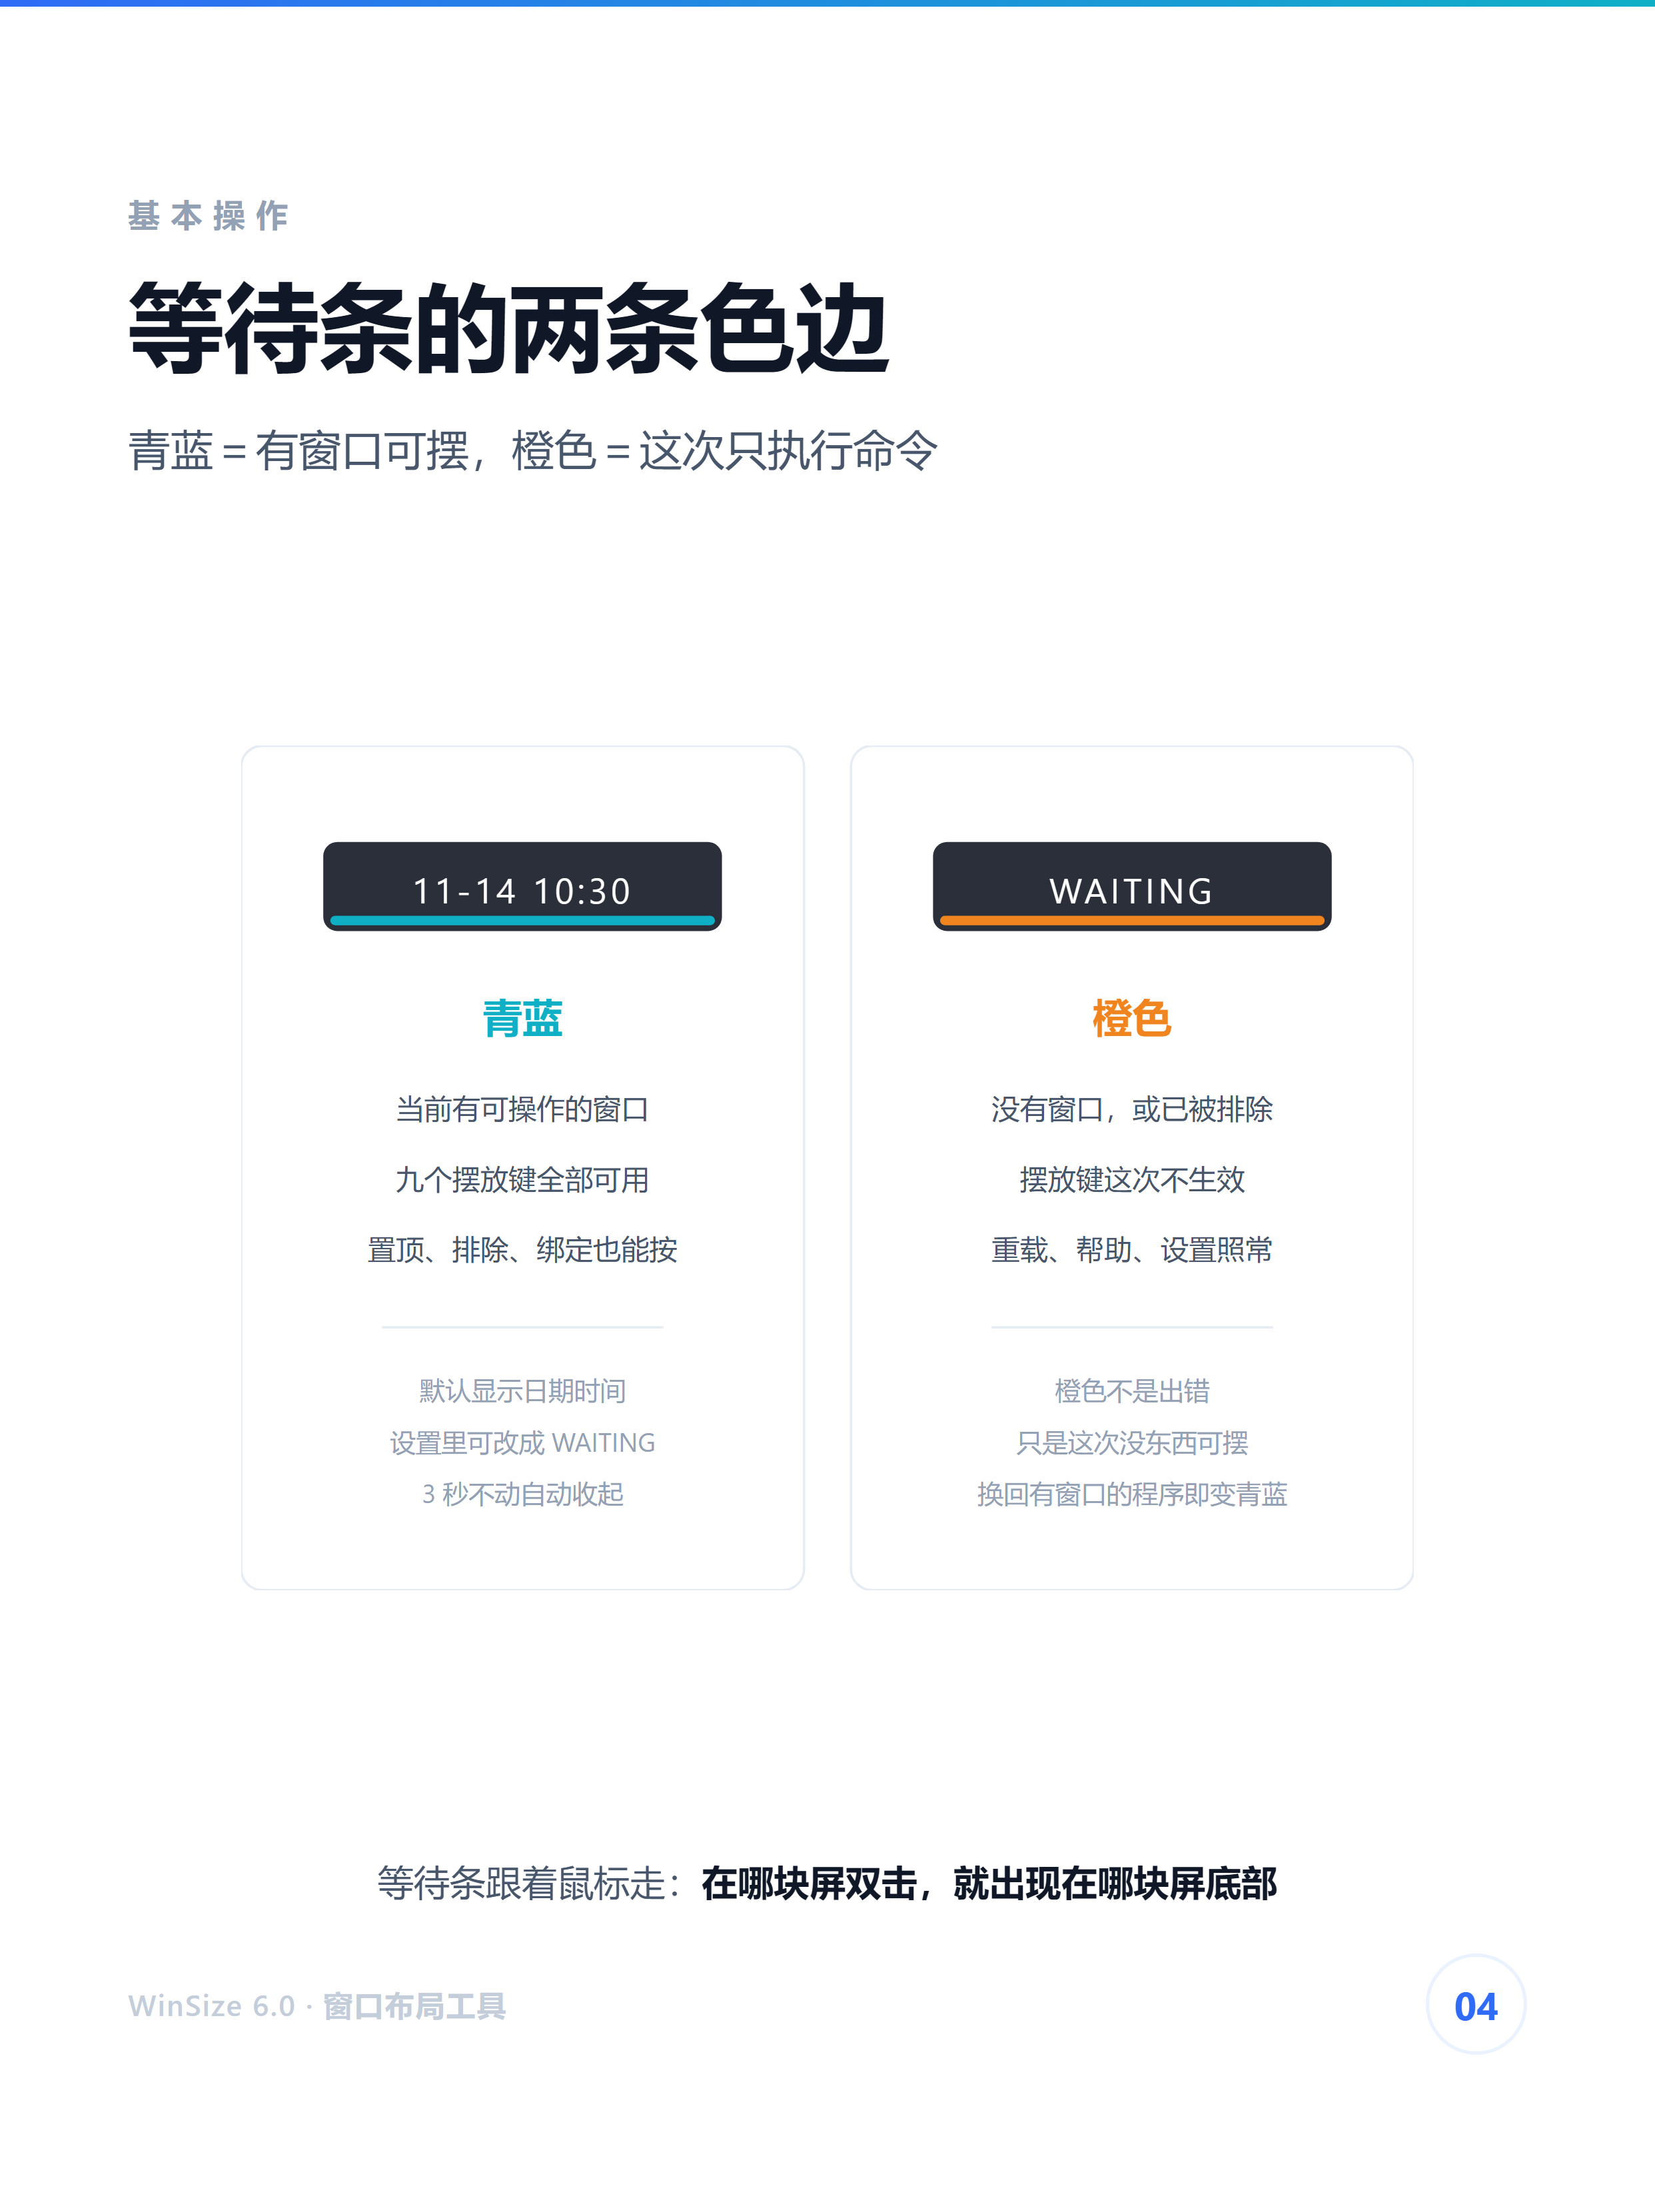 基本操作
等待条的两条色边
青蓝 = 有窗口可摆，橙色 = 这次只执行命令
11-14 10:30
青蓝
当前有可操作的窗口
九个摆放键全部可用
置顶、排除、绑定也能按
默认显示日期时间
设置里可改成 WAITING
3 秒不动自动收起
WAITING
橙色
没有窗口，或已被排除
摆放键这次不生效
重载、帮助、设置照常
橙色不是出错
只是这次没东西可摆
换回有窗口的程序即变青蓝
等待条跟着鼠标走：在哪块屏双击，就出现在哪块屏底部
WinSize 6.0 · 窗口布局工具
04